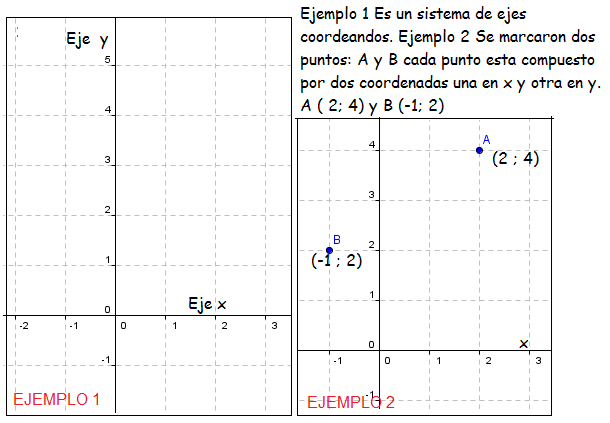 Eje y
5
4
3
2
1
0
Eje x
-2 -1 0 1 2 3
-1
EJEMPLO 1
Ejemplo 1 Es un sistema de ejes
coordeandos. Ejemplo 2 Se marcaron dos
puntos: A y B cada punto esta compuesto
por dos coordenadas una en x y otra en y.
A ( 2; 4) y B (-1; 2)
A
4
(2 ; 4)
3
B
2
(-1 ; 2)
1
0
x
-1 0 1 2 3
-1
EJEMPLO 2